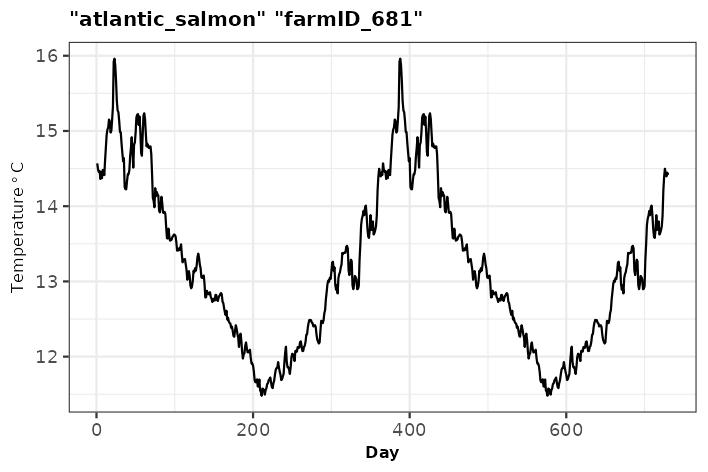 "atlantic_salmon" "farmID_681"
Temperature°C
16
15
14
13
12
0 200 400 600
Day